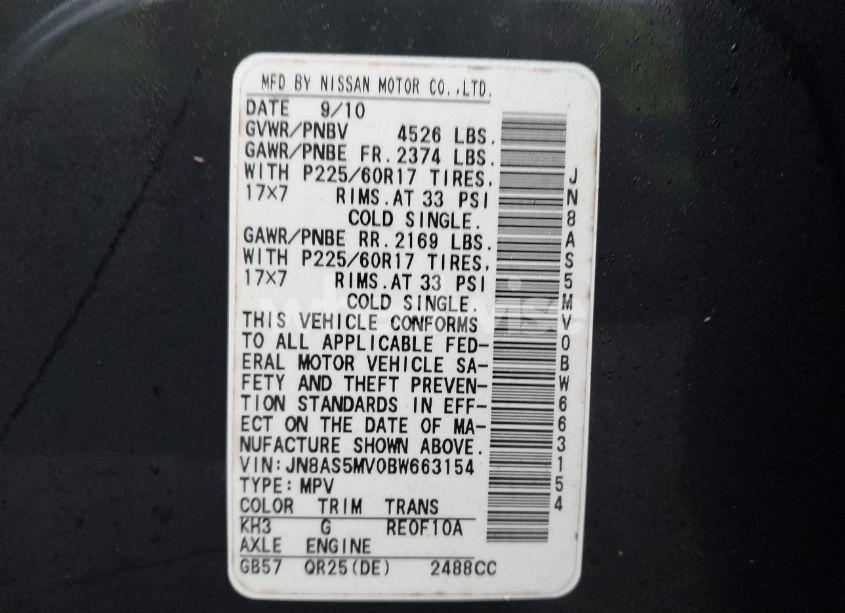 MFD BY NISSAN MOTOR CO.,LTD.
DATE 9/10
GVWR/PNBV 4526 LBS.
GAWR/PNBE FR. 2374 LBS.
WITH P225/60R17 TIRES,
17×7 RIMS. AT 33 PSI
COLD SINGLE.
GAWR/PNBE RR. 2169 LBS.
WITH P225/60R17 TIRES,
17×7 RIMS. AT 33 PSI
COLD SINGLE.
THIS VEHICLE CONFORMS
TO ALL APPLICABLE FED-
ERAL MOTOR VEHICLE SA-
FETY AND THEFT PREVEN-
TION STANDARDS IN EFF-
ECT ON THE DATE OF MA-
NUFACTURE SHOWN ABOVE.
VIN: JN8AS5MV0BW663154
TYPE: MPV
COLOR TRIM TRANS
KH3 G RE0F10A
AXLE ENGINE
GB57 QR25(DE) 2488CC
JN8AS5MV0BW663154